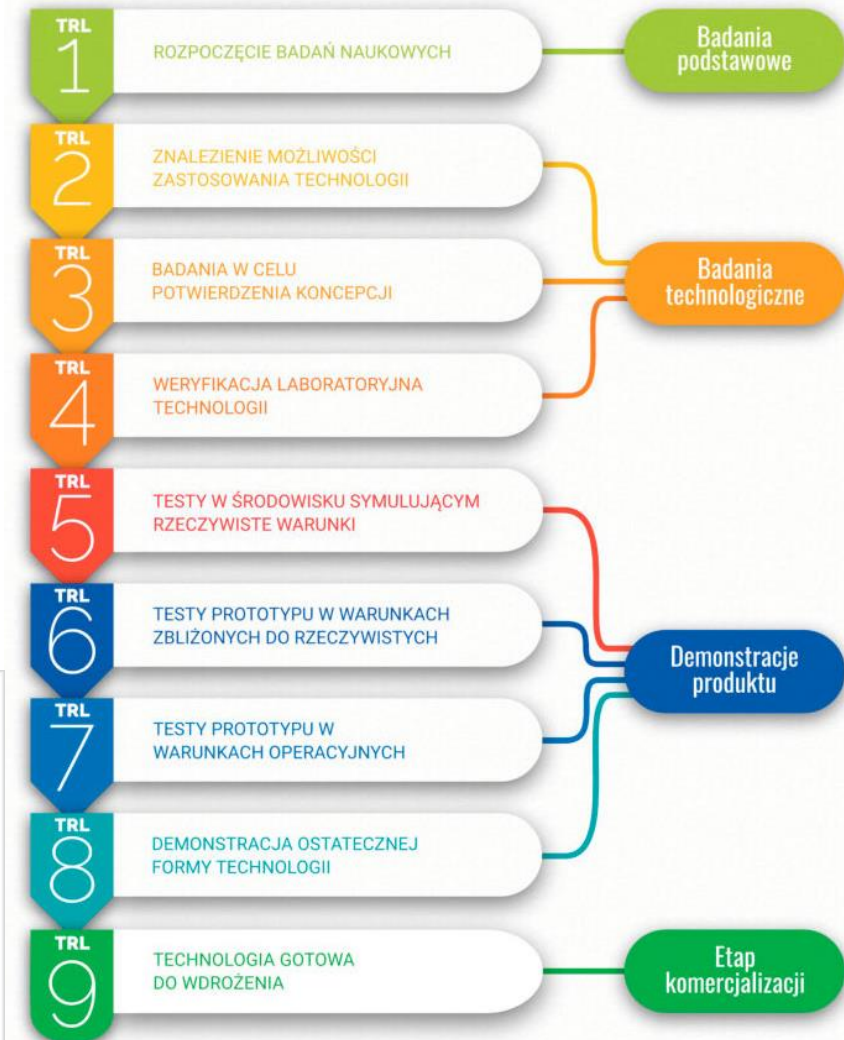 TRL
1
ROZPOCZĘCIE BADAŃ NAUKOWYCH
Badania
podstawowe
TRL
2
ZNALEZIENIE MOŻLIWOŚCI
ZASTOSOWANIA TECHNOLOGII
TRL
3
BADANIA W CELU
POTWIERDZENIA KONCEPCJI
Badania
technologiczne
TRL
4
WERYFIKACJA LABORATORYJNA
TECHNOLOGII
TRL
5
TESTY W ŚRODOWISKU SYMULUJĄCYM
RZECZYWISTE WARUNKI
TRL
6
TESTY PROTOTYPU W WARUNKACH
ZBLIŻONYCH DO RZECZYWISTYCH
Demonstracje
produktu
TRL
7
TESTY PROTOTYPU W
WARUNKACH OPERACYJNYCH
TRL
8
DEMONSTRACJA OSTATECZNEJ
FORMY TECHNOLOGII
TRL
9
TECHNOLOGIA GOTOWA
DO WDROŻENIA
Etap
komercjalizacji